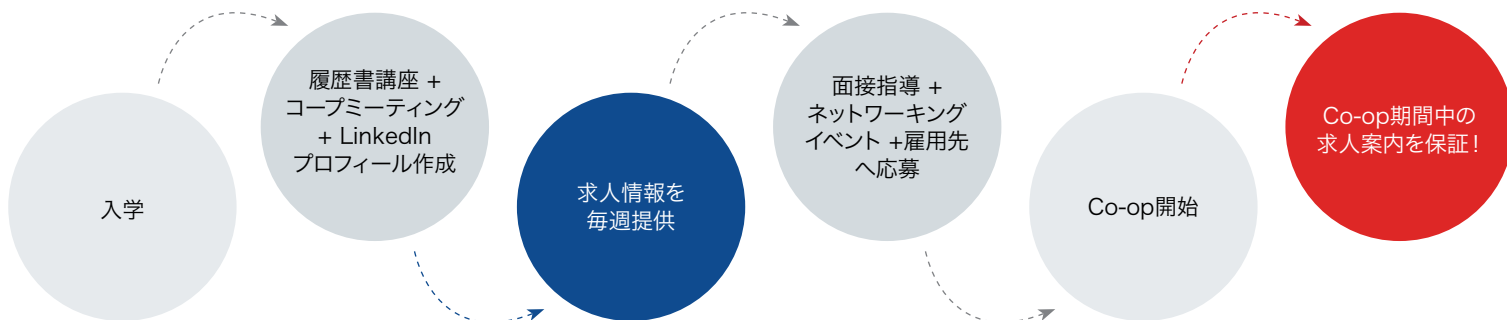 入学
履歴書講座 +
コープミーティング
+ LinkedIn
プロフィール作成
求人情報を
毎週提供
面接指導 +
ネットワーキング
イベント +雇用先
へ応募
Co-op開始
Co-op期間中の
求人案内を保証！